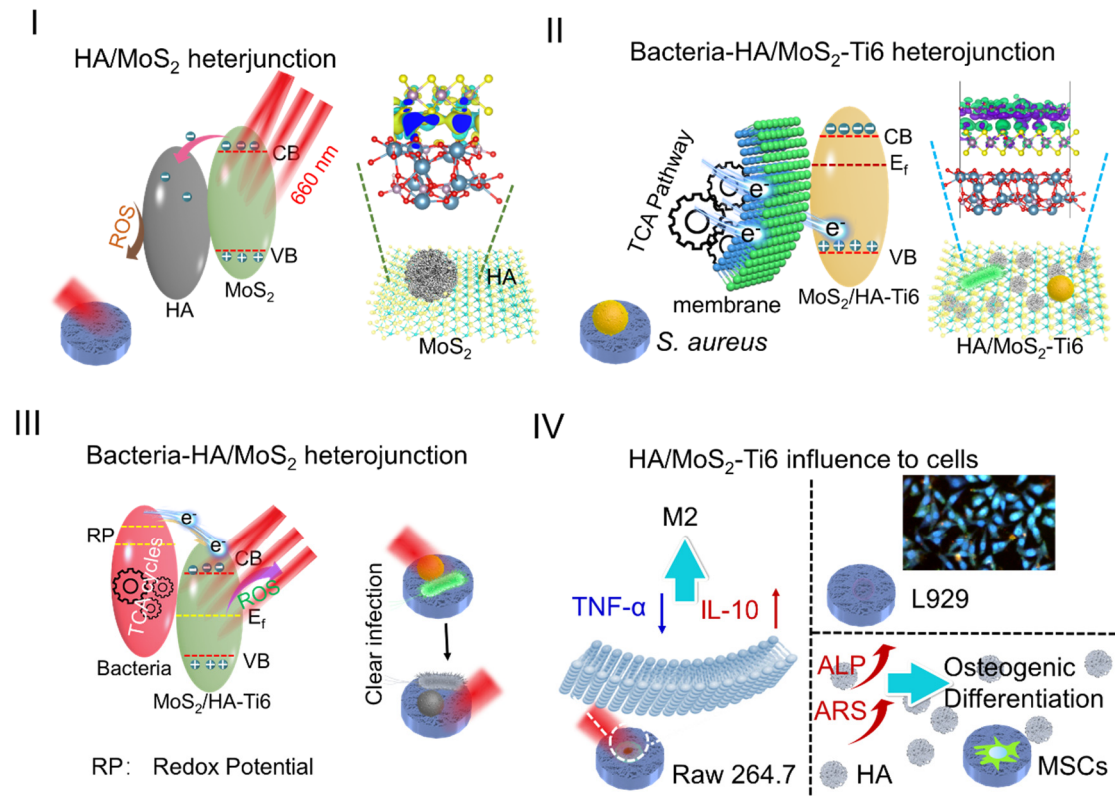 I
HA/MoS₂ heterjunction
CB
660 nm
ROS
VB
MoS₂
HA
HA
MoS₂
II
Bacteria-HA/MoS₂-Ti6 heterojunction
TCA Pathway
e⁻
e⁻
e⁻
CB
E_f
VB
membrane
MoS₂/HA-Ti6
S. aureus
HA/MoS₂-Ti6
III
Bacteria-HA/MoS₂ heterojunction
RP
e⁻
e⁻
CB
TCA cycles
ROS
E_f
VB
Bacteria
MoS₂/HA-Ti6
Clear infection
RP: Redox Potential
IV
HA/MoS₂-Ti6 influence to cells
M2
TNF-α
IL-10
Raw 264.7
L929
ALP
ARS
Osteogenic
Differentiation
HA
MSCs